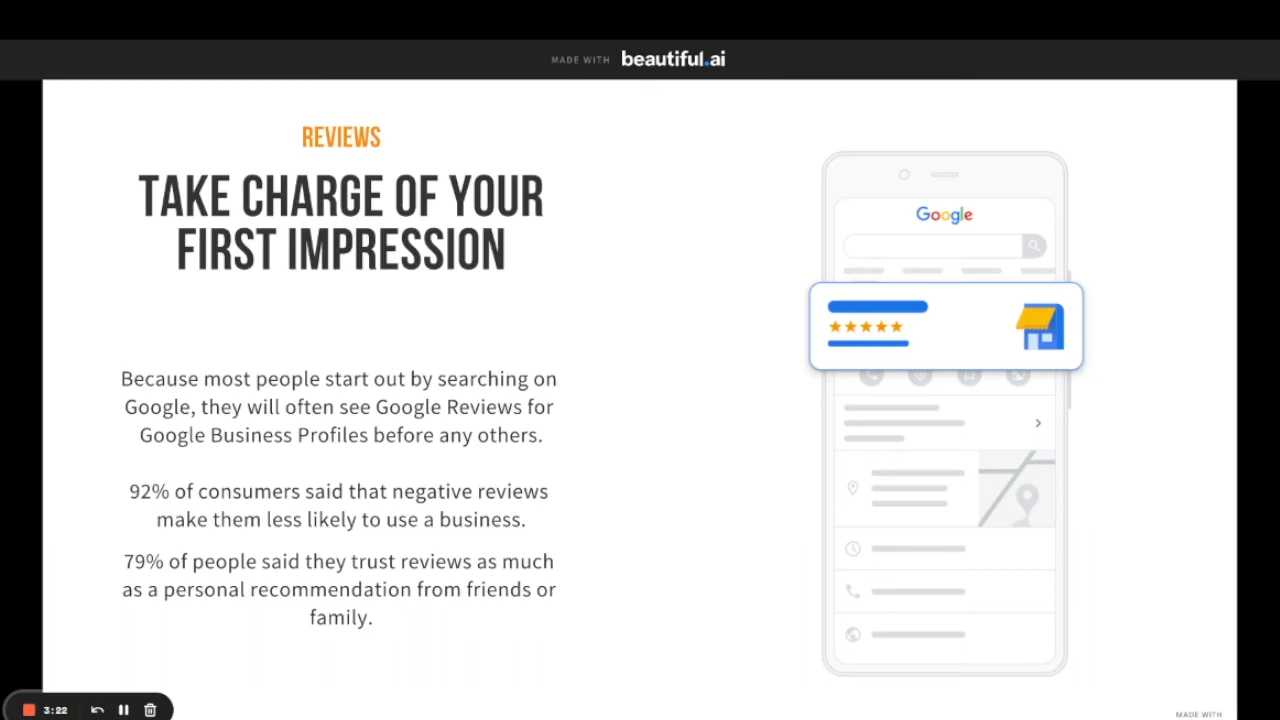 MADE WITH beautiful.ai
REVIEWS
TAKE CHARGE OF YOUR
FIRST IMPRESSION
Google
Because most people start out by searching on
Google, they will often see Google Reviews for
Google Business Profiles before any others.
92% of consumers said that negative reviews
make them less likely to use a business.
79% of people said they trust reviews as much
as a personal recommendation from friends or
family.
3:22
MADE WITH